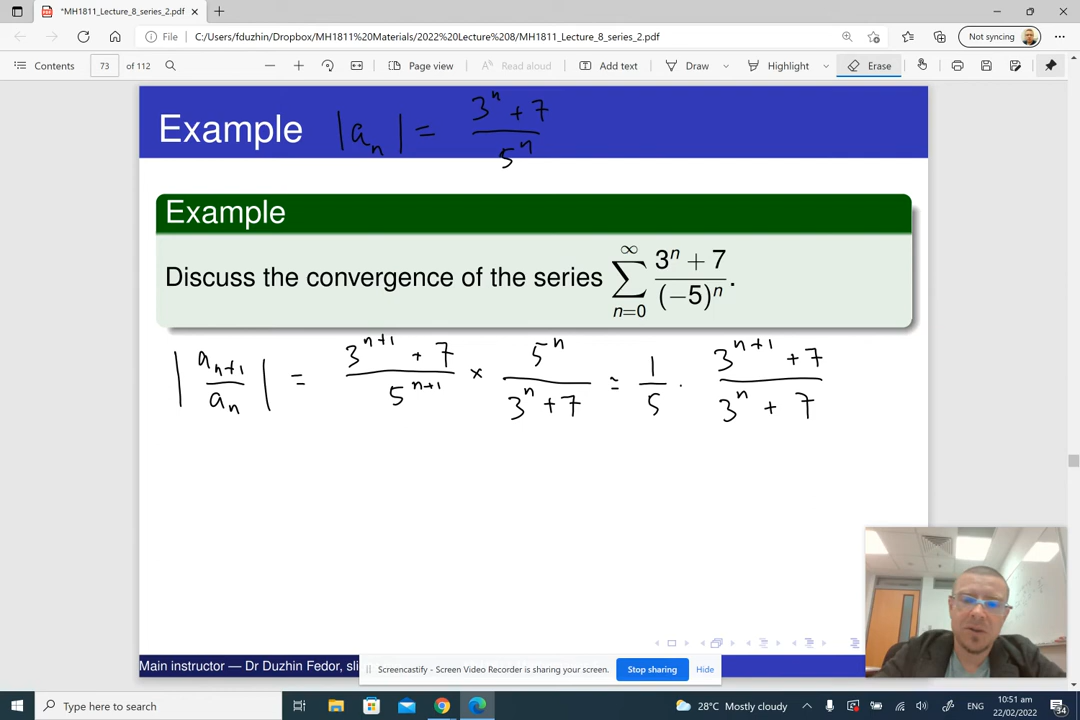 *MH1811_Lecture_8_series_2.pdf
File
C:/Users/fduzhin/Dropbox/MH1811%20Materials/2022%20Lecture%208/MH1811_Lecture_8_series_2.pdf
Not syncing
Contents 73 of 112 Page view Read aloud Add text Draw Highlight Erase
Example |aₙ| = (3ⁿ + 7)/5ⁿ
Example
Discuss the convergence of the series ∑_{n=0}^{∞} (3ⁿ + 7)/(−5)ⁿ.
|aₙ₊₁/aₙ| = (3ⁿ⁺¹ + 7)/5ⁿ⁺¹ × 5ⁿ/(3ⁿ + 7) = 1/5 · (3ⁿ⁺¹ + 7)/(3ⁿ + 7)
Main instructor — Dr Duzhin Fedor, sli
Screencastify - Screen Video Recorder is sharing your screen. Stop sharing Hide
Type here to search
28°C Mostly cloudy
ENG
10:51 am
22/02/2022
34